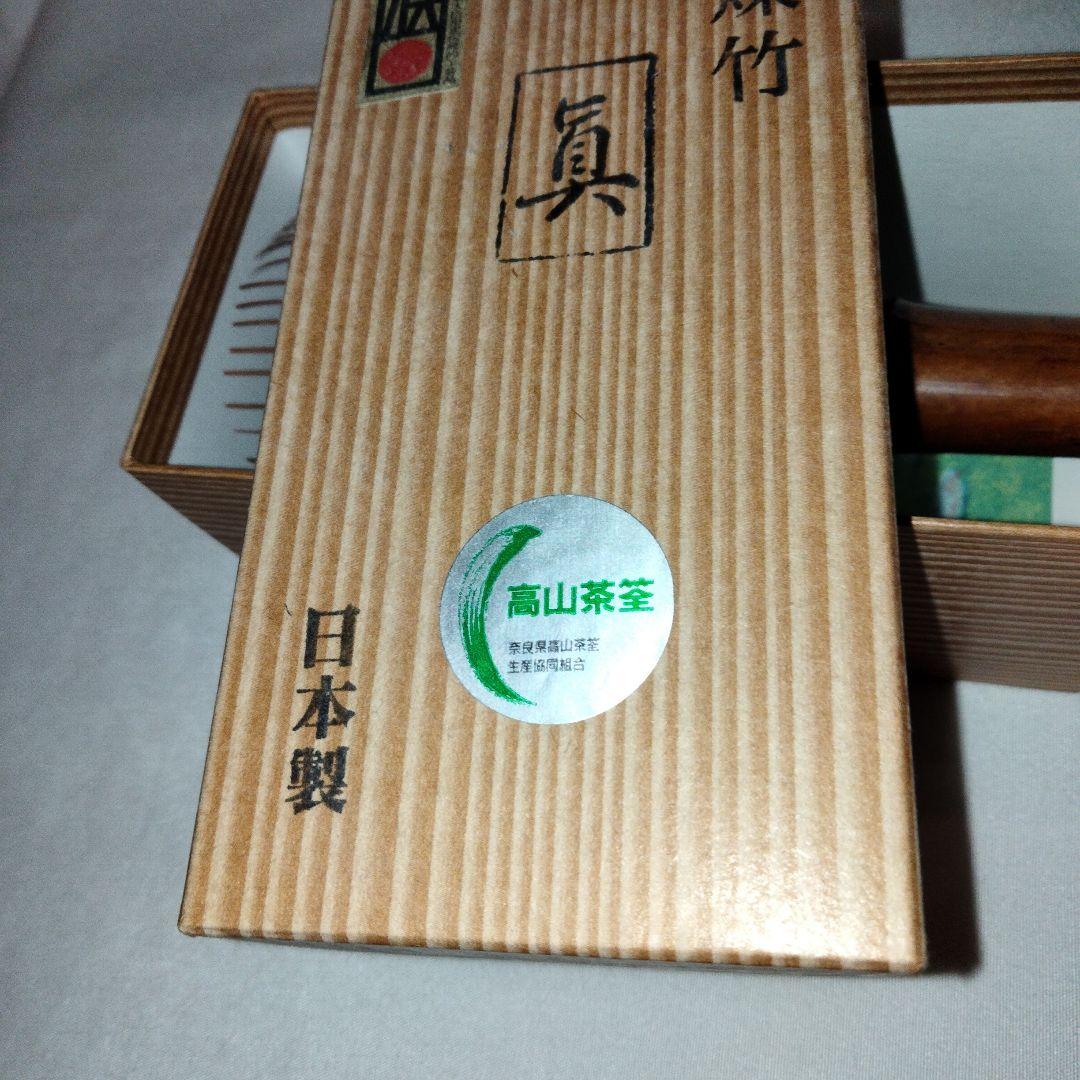 煤竹
眞
高山茶筌
奈良県高山茶筌
生産協同組合
日本製